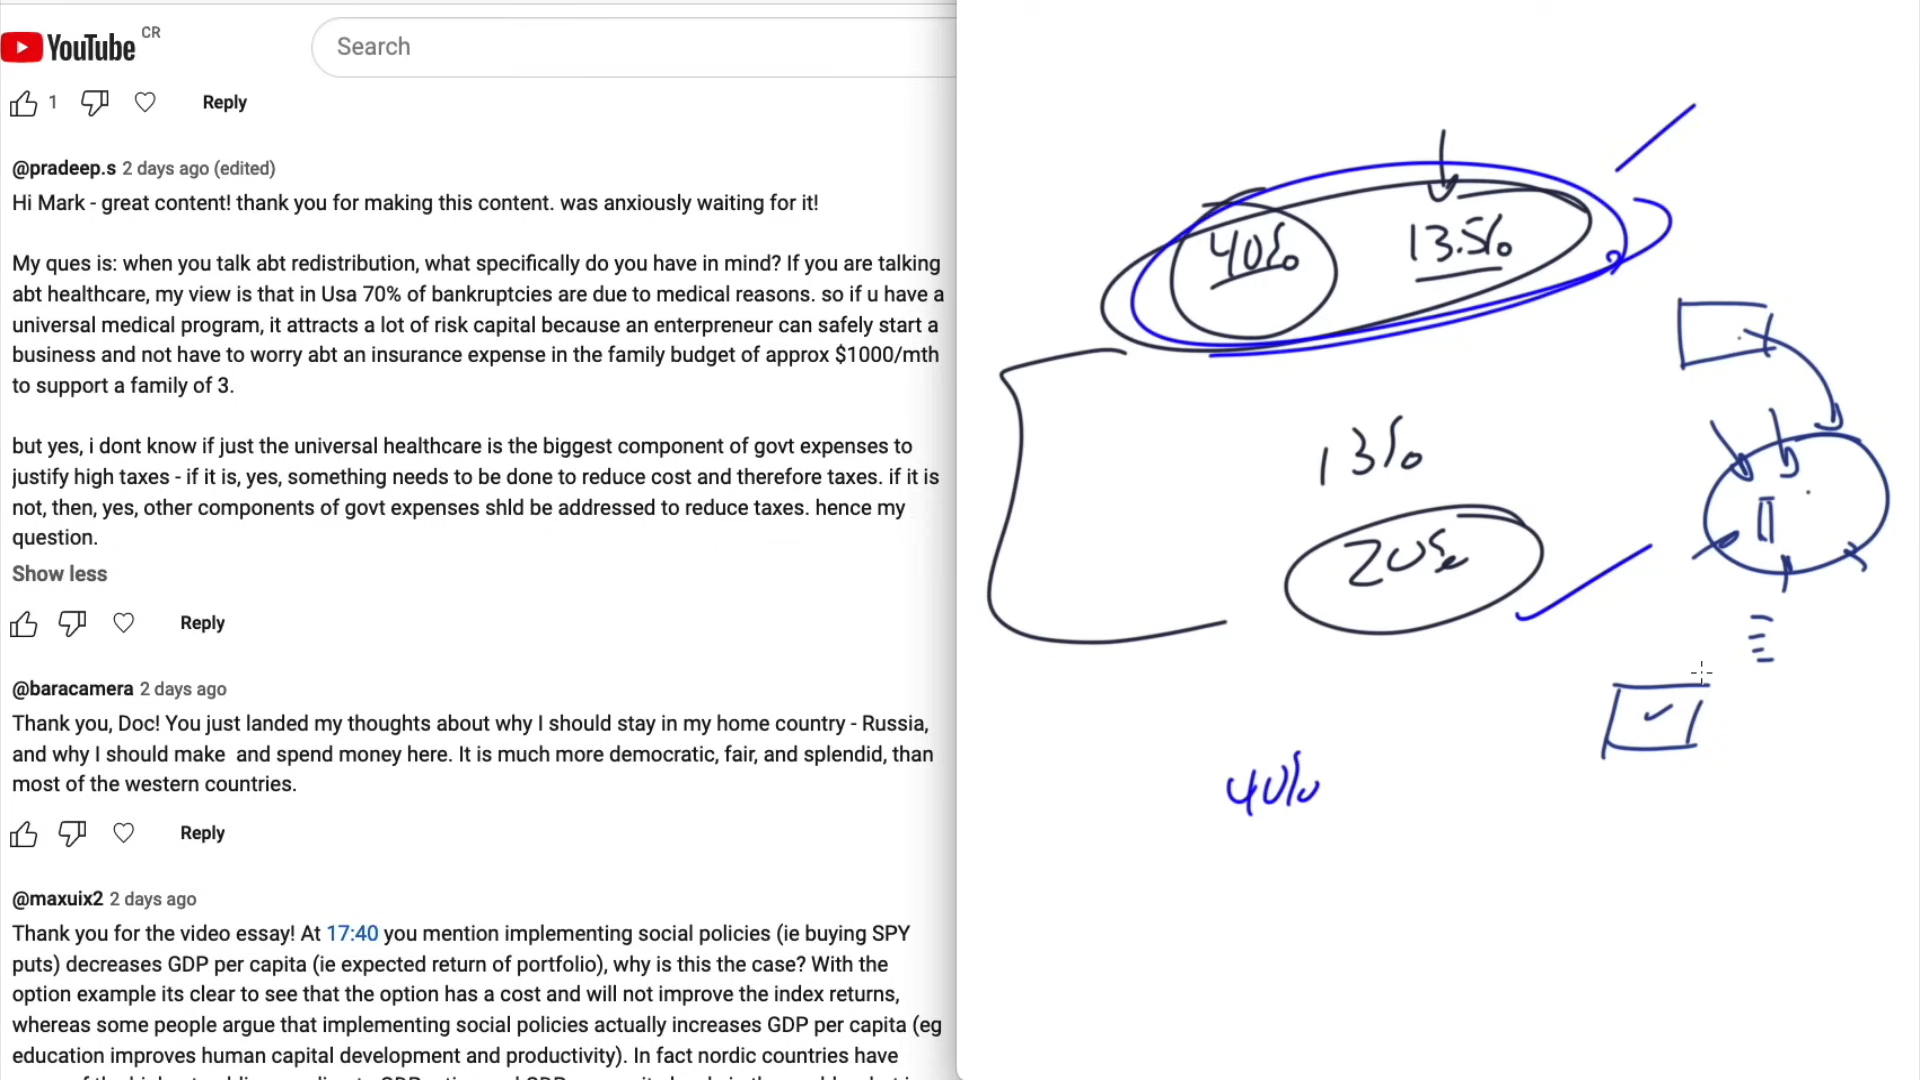 YouTube CR
Search
1 Reply
@pradeep.s 2 days ago (edited)
Hi Mark - great content! thank you for making this content. was anxiously waiting for it!
My ques is: when you talk abt redistribution, what specifically do you have in mind? If you are talking
abt healthcare, my view is that in Usa 70% of bankruptcies are due to medical reasons. so if u have a
universal medical program, it attracts a lot of risk capital because an enterpreneur can safely start a
business and not have to worry abt an insurance expense in the family budget of approx $1000/mth
to support a family of 3.
but yes, i dont know if just the universal healthcare is the biggest component of govt expenses to
justify high taxes - if it is, yes, something needs to be done to reduce cost and therefore taxes. if it is
not, then, yes, other components of govt expenses shld be addressed to reduce taxes. hence my
question.
Show less
Reply
@baracamera 2 days ago
Thank you, Doc! You just landed my thoughts about why I should stay in my home country - Russia,
and why I should make and spend money here. It is much more democratic, fair, and splendid, than
most of the western countries.
Reply
@maxuix2 2 days ago
Thank you for the video essay! At 17:40 you mention implementing social policies (ie buying SPY
puts) decreases GDP per capita (ie expected return of portfolio), why is this the case? With the
option example its clear to see that the option has a cost and will not improve the index returns,
whereas some people argue that implementing social policies actually increases GDP per capita (eg
education improves human capital development and productivity). In fact nordic countries have
40% 13.5%
13%
20%
40%